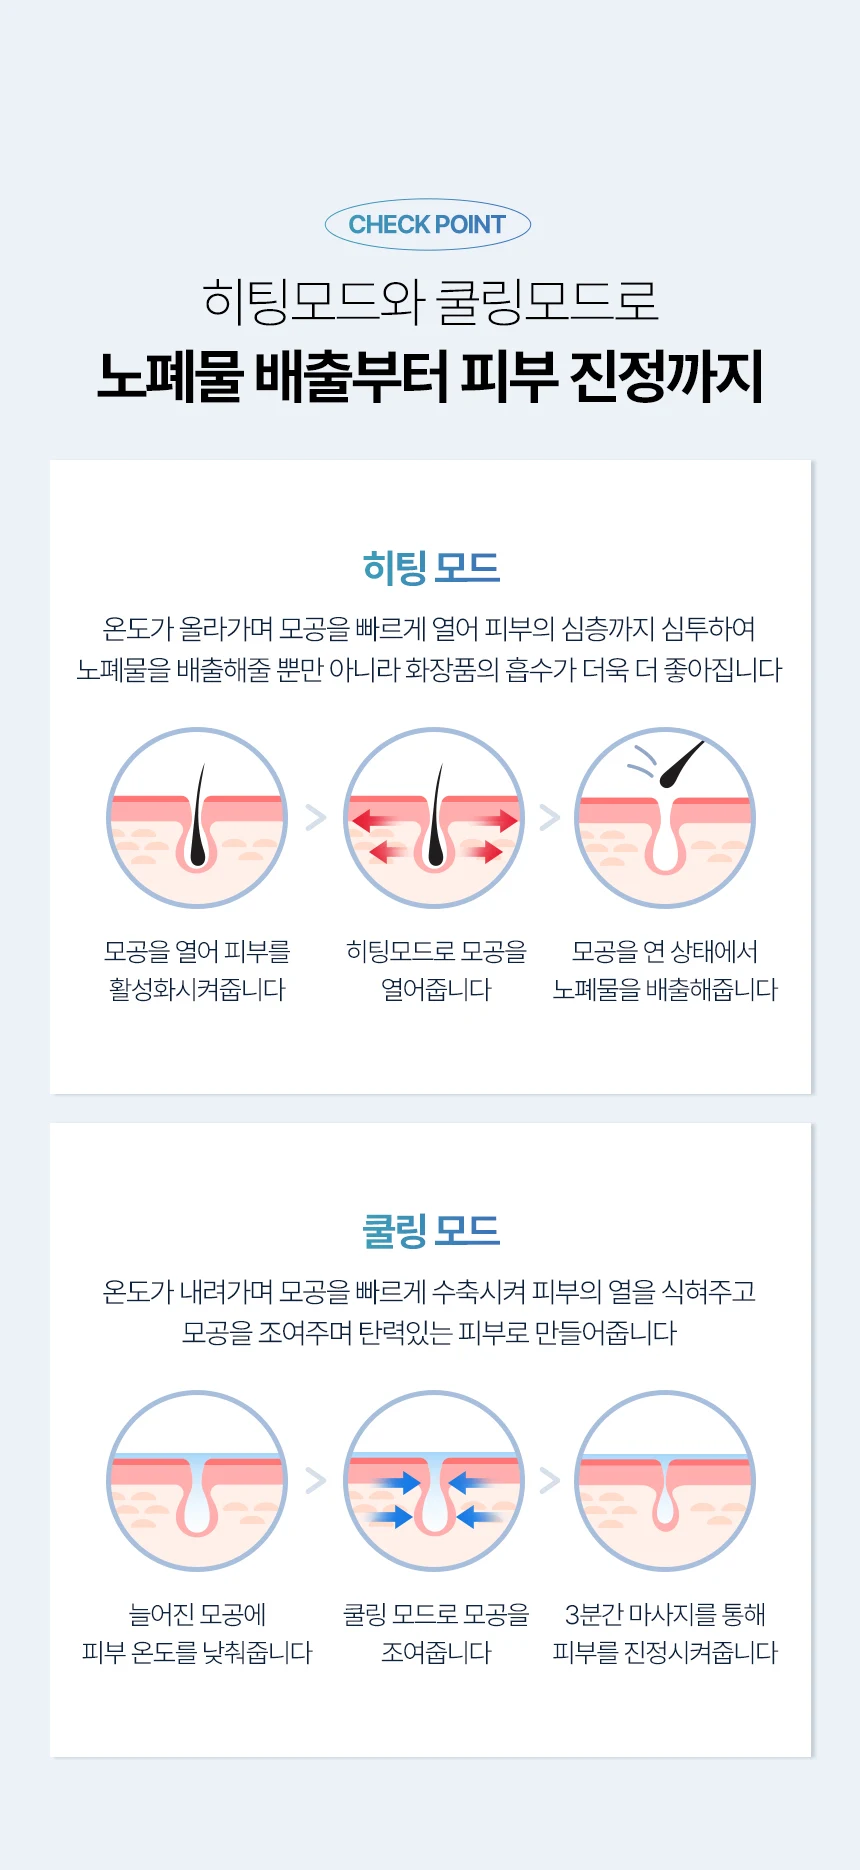 CHECK POINT
히팅모드와 쿨링모드로
노폐물 배출부터 피부 진정까지
히팅 모드
온도가 올라가며 모공을 빠르게 열어 피부의 심층까지 침투하여
노폐물을 배출해줄 뿐만 아니라 화장품의 흡수가 더욱 더 좋아집니다
모공을 열어 피부를
활성화시켜줍니다
히팅모드로 모공을
열어줍니다
모공을 연 상태에서
노폐물을 배출해줍니다
쿨링 모드
온도가 내려가며 모공을 빠르게 수축시켜 피부의 열을 식혀주고
모공을 조여주며 탄력있는 피부로 만들어줍니다
늘어진 모공에
피부 온도를 낮춰줍니다
쿨링 모드로 모공을
조여줍니다
3분간 마사지를 통해
피부를 진정시켜줍니다